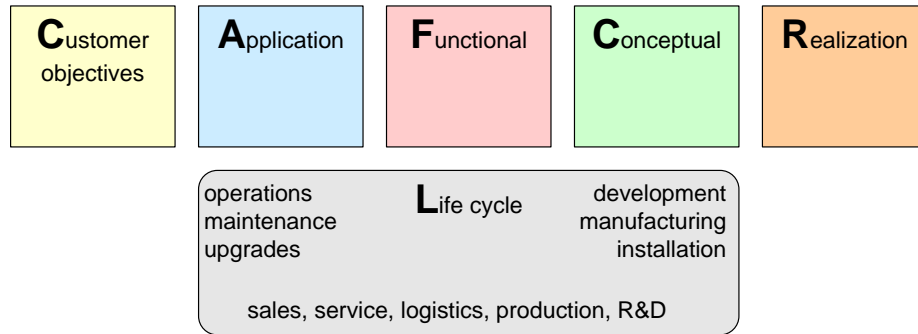 Customer
objectives
Application
Functional
Conceptual
Realization
operations
maintenance
upgrades
Life cycle
development
manufacturing
installation
sales, service, logistics, production, R&D